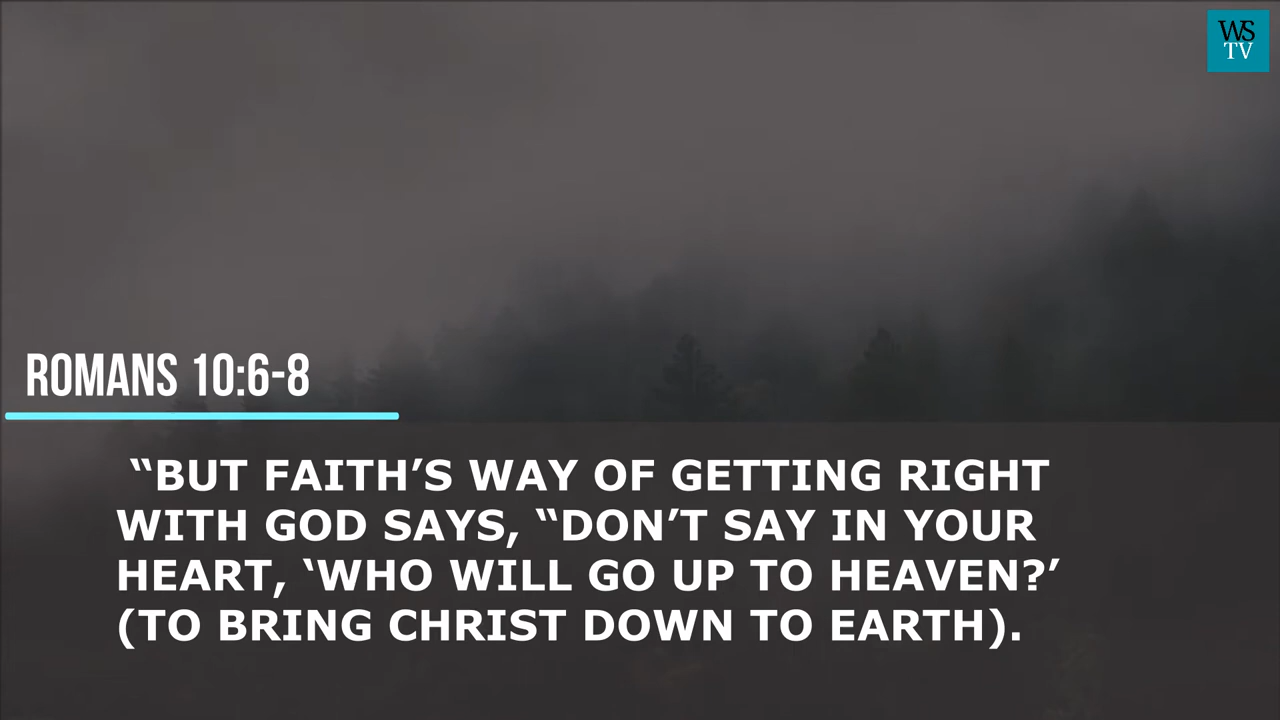 WS
TV
ROMANS 10:6-8
“BUT FAITH’S WAY OF GETTING RIGHT
WITH GOD SAYS, “DON’T SAY IN YOUR
HEART, ‘WHO WILL GO UP TO HEAVEN?’
(TO BRING CHRIST DOWN TO EARTH).